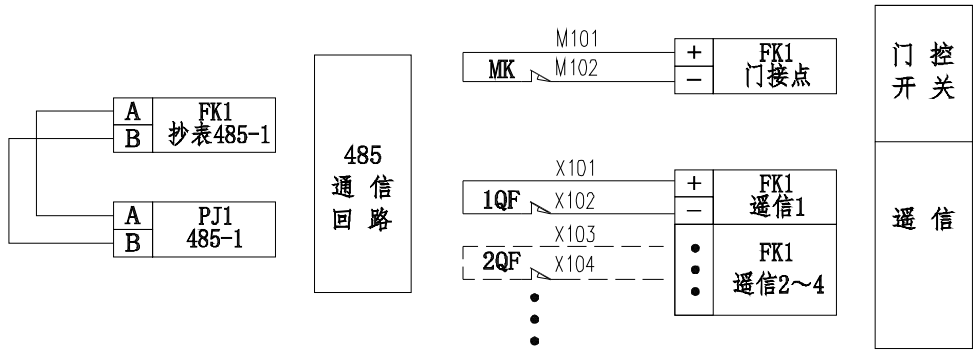 A
FK1
B
抄表485-1
A
PJ1
B
485-1
485
通信
回路
M101
MK
M102
+
FK1
−
门接点
X101
1QF
X102
+
FK1
−
遥信1
X103
2QF
X104
FK1
遥信2～4
门控
开关
遥信